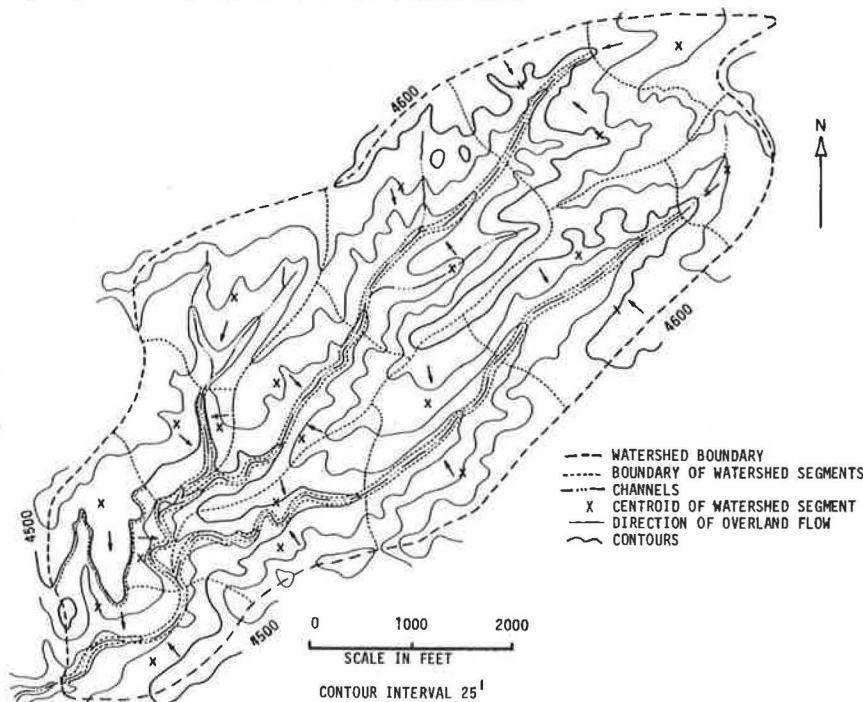 4600
N
4600
WATERSHED BOUNDARY
BOUNDARY OF WATERSHED SEGMENTS
CHANNELS
X CENTROID OF WATERSHED SEGMENT
DIRECTION OF OVERLAND FLOW
CONTOURS
4500
4500
0 1000 2000
SCALE IN FEET
CONTOUR INTERVAL 25'